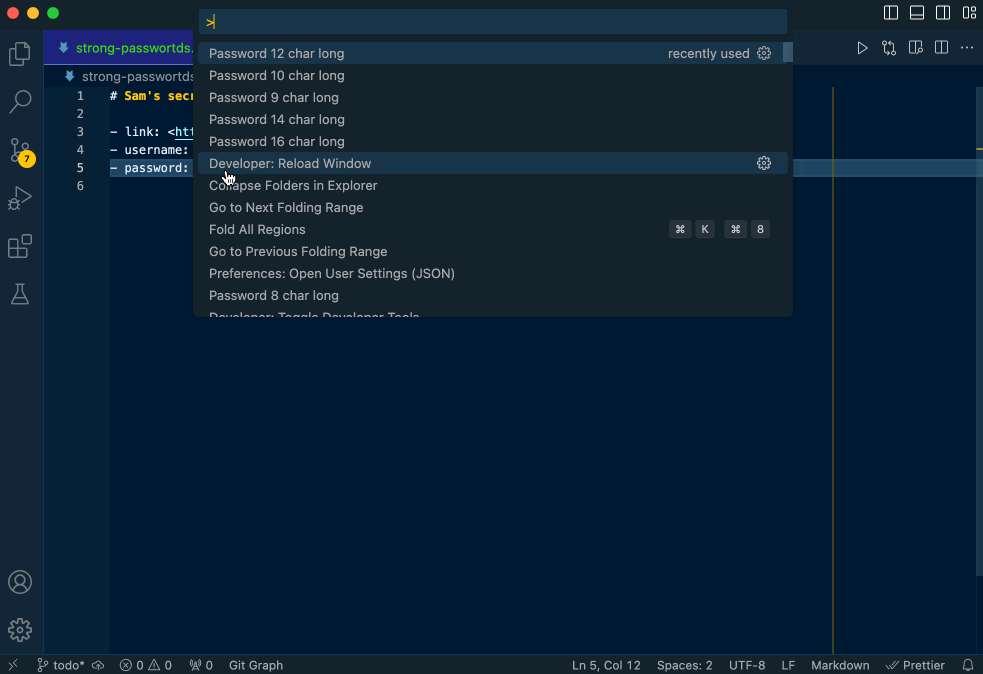 >
strong-passwortds.
Password 12 char long recently used
strong-passwortds
Password 10 char long
1 # Sam's secr
Password 9 char long
2
Password 14 char long
3 - link: <htt
Password 16 char long
4 - username:
Developer: Reload Window
5 - password:
Collapse Folders in Explorer
6
Go to Next Folding Range
Fold All Regions ⌘ K ⌘ 8
Go to Previous Folding Range
Preferences: Open User Settings (JSON)
Password 8 char long
Developer: Toggle Developer Tools
7
todo* 0 0 0 Git Graph Ln 5, Col 12 Spaces: 2 UTF-8 LF Markdown Prettier